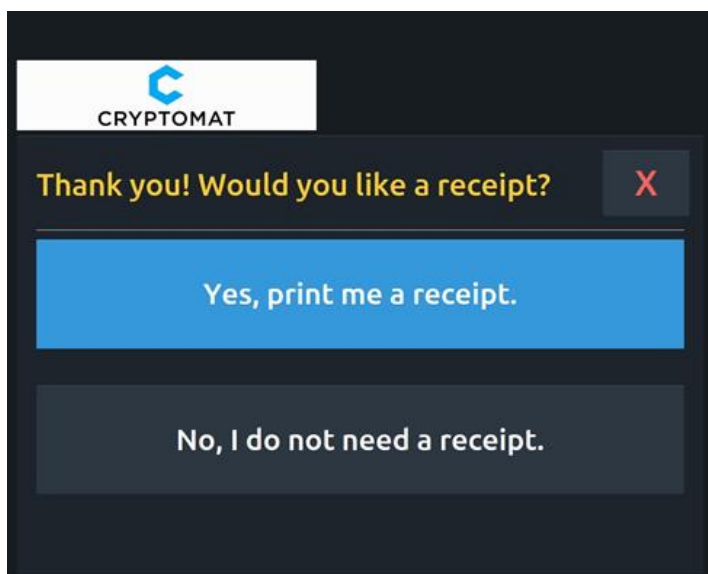 CRYPTOMAT
Thank you! Would you like a receipt?
X
Yes, print me a receipt.
No, I do not need a receipt.